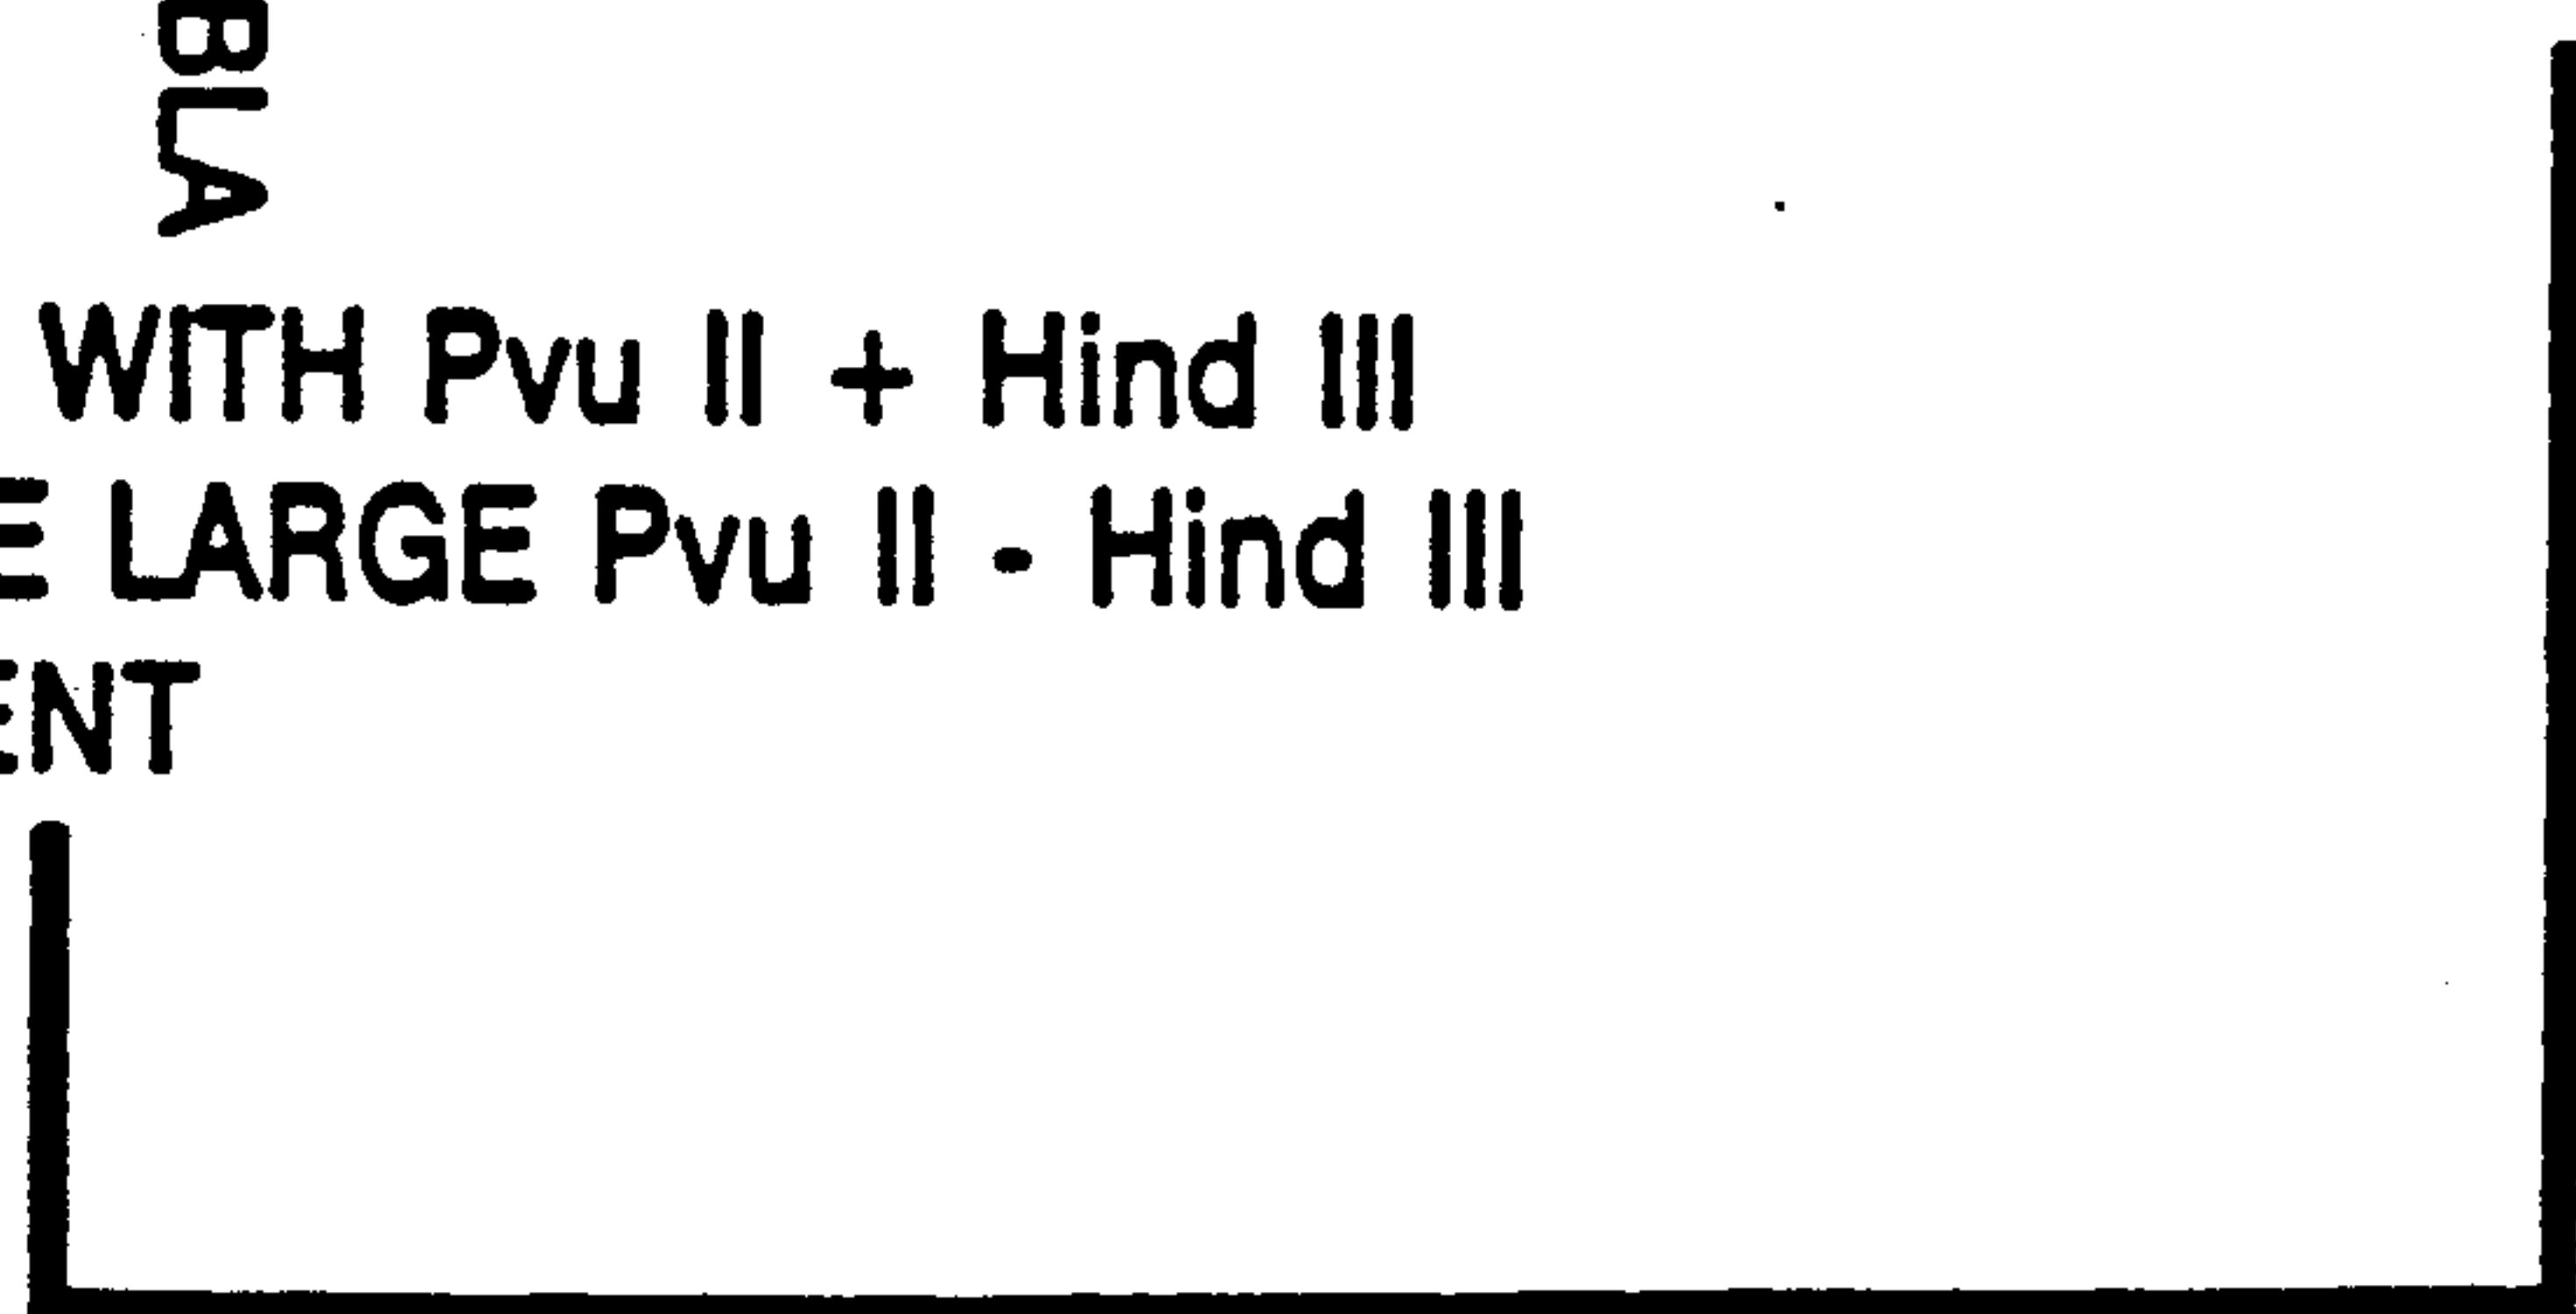 BLA
WITH Pvu II + Hind III
E LARGE Pvu II - Hind III
ENT